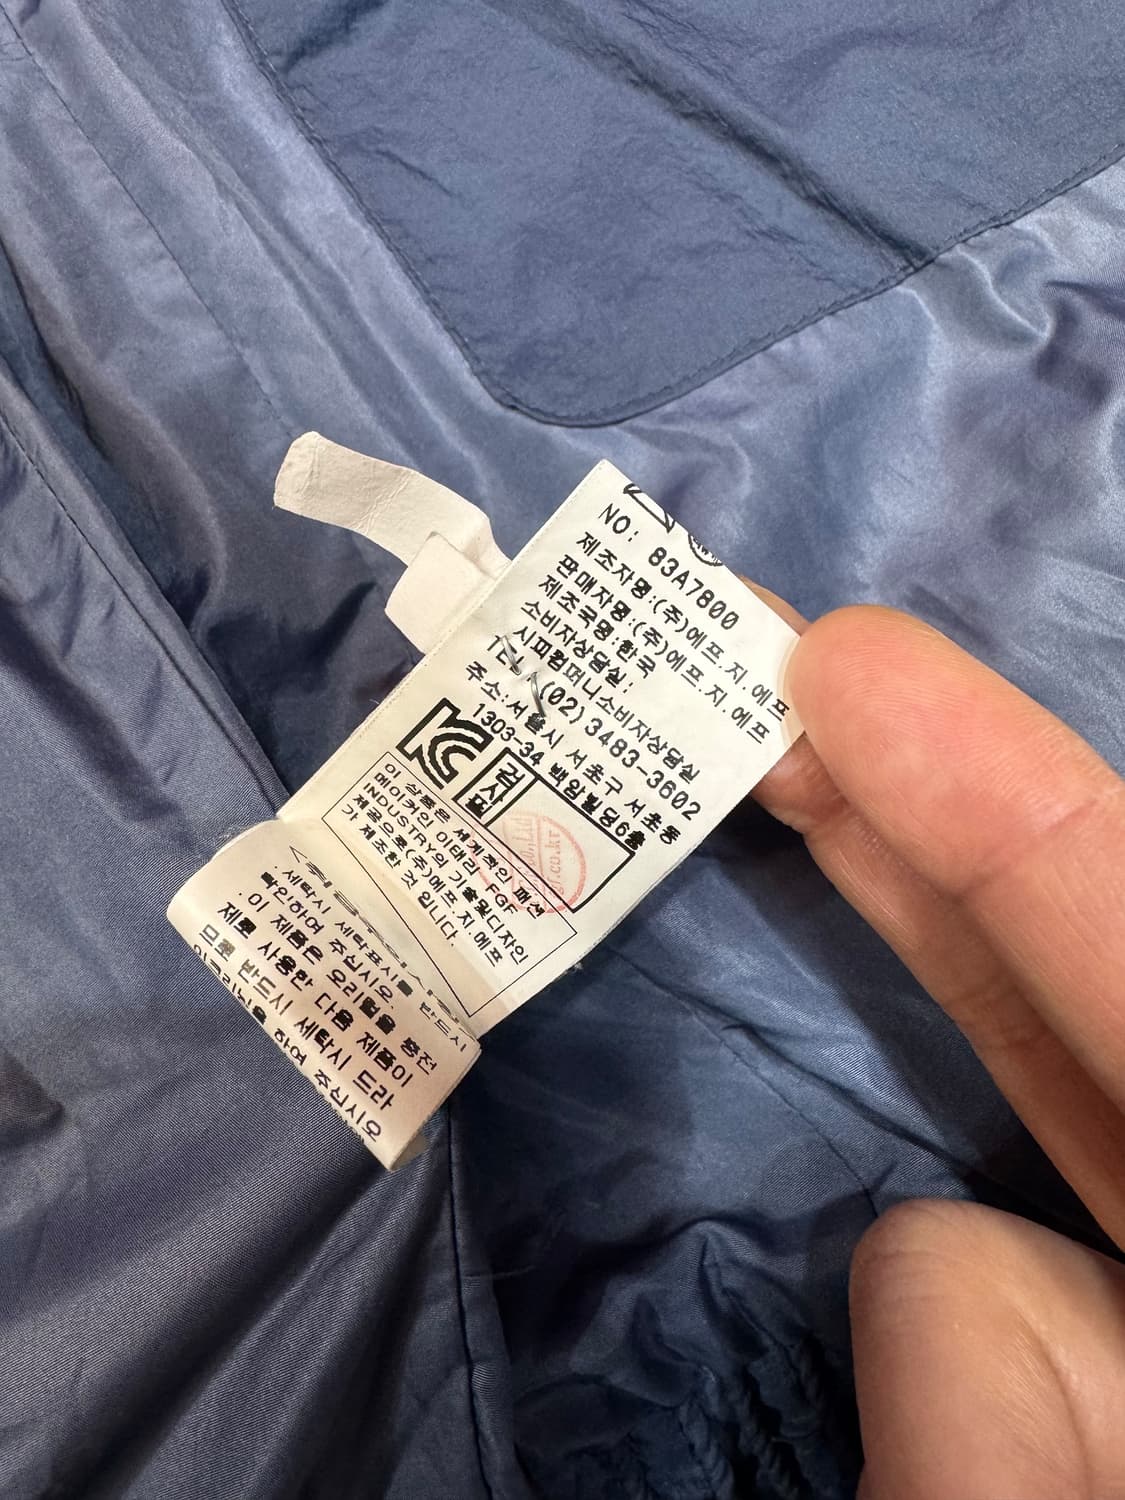 NO: 83A7800
제조자명:(주)에프.지.에프
판매자명:(주)에프.지.에프
제조국명:한국
소비자상담실:
시피컴퍼니소비자상담실
(02)3483-3602
주소:서울시 서초구 서초동
1303-34 백암빌딩6층
KC
검사필
이 상품은 세계적인 패션
메이커인 이태리 FGF
INDUSTRY의 기술및디자인
제공으로(주)에프.지.에프
가 제조한 것 입니다.
.세탁시 세탁표시를 반드시
확인하여 주십시오.
.이 제품은 오리털을 충전
제로 사용한 다운 제품이
므로 반드시 세탁시 드라
이크리닝을 하여 주십시오